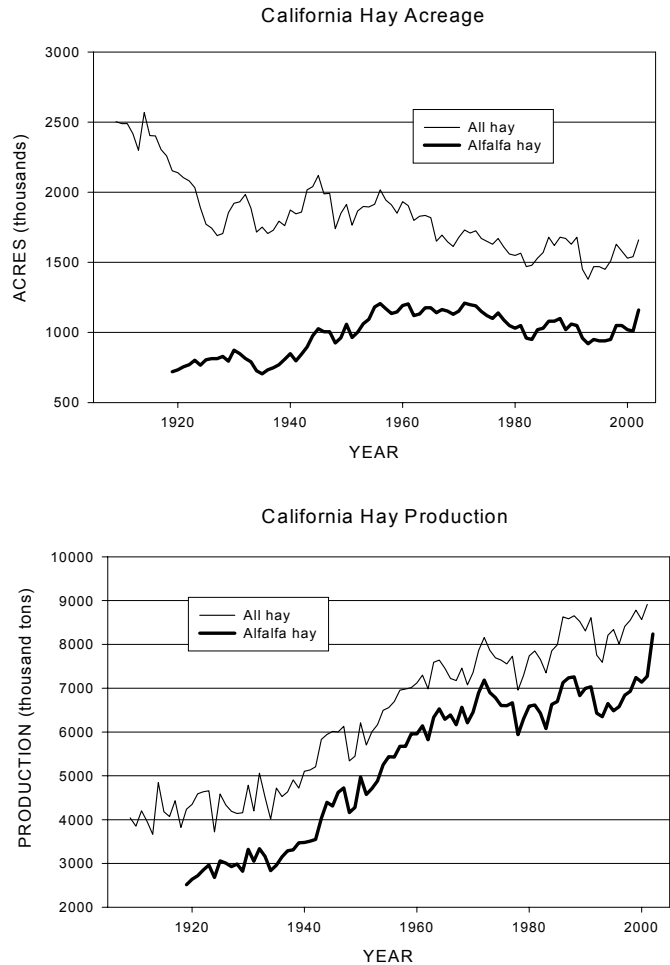 California Hay Acreage
3000
2500
2000
1500
1000
500
ACRES (thousands)
All hay
Alfalfa hay
1920 1940 1960 1980 2000
YEAR
California Hay Production
10000
9000
8000
7000
6000
5000
4000
3000
2000
PRODUCTION (thousand tons)
All hay
Alfalfa hay
1920 1940 1960 1980 2000
YEAR